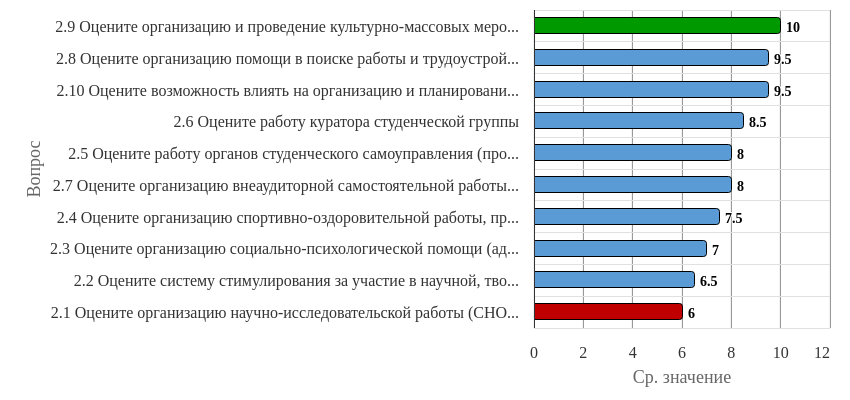 2.9 Оцените организацию и проведение культурно-массовых меро... 10
2.8 Оцените организацию помощи в поиске работы и трудоустрой... 9.5
2.10 Оцените возможность влиять на организацию и планировани... 9.5
2.6 Оцените работу куратора студенческой группы 8.5
2.5 Оцените работу органов студенческого самоуправления (про... 8
2.7 Оцените организацию внеаудиторной самостоятельной работы... 8
2.4 Оцените организацию спортивно-оздоровительной работы, пр... 7.5
2.3 Оцените организацию социально-психологической помощи (ад... 7
2.2 Оцените систему стимулирования за участие в научной, тво... 6.5
2.1 Оцените организацию научно-исследовательской работы (СНО... 6
Вопрос
0 2 4 6 8 10 12
Ср. значение